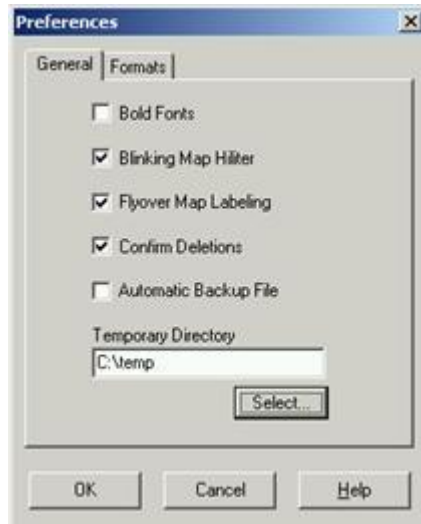 Preferences
General Formats
Bold Fonts
Blinking Map Hiliter
Flyover Map Labeling
Confirm Deletions
Automatic Backup File
Temporary Directory
C:\temp
Select...
OK Cancel Help